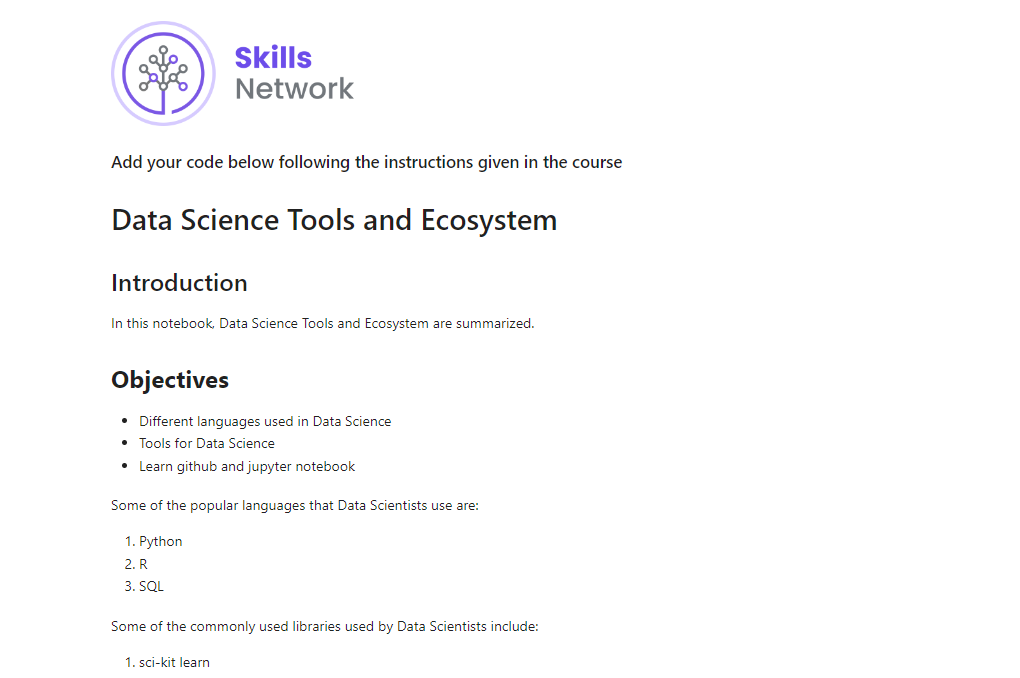 Skills
Network
Add your code below following the instructions given in the course
Data Science Tools and Ecosystem
Introduction
In this notebook, Data Science Tools and Ecosystem are summarized.
Objectives
• Different languages used in Data Science
• Tools for Data Science
• Learn github and jupyter notebook
Some of the popular languages that Data Scientists use are:
1. Python
2. R
3. SQL
Some of the commonly used libraries used by Data Scientists include:
1. sci-kit learn